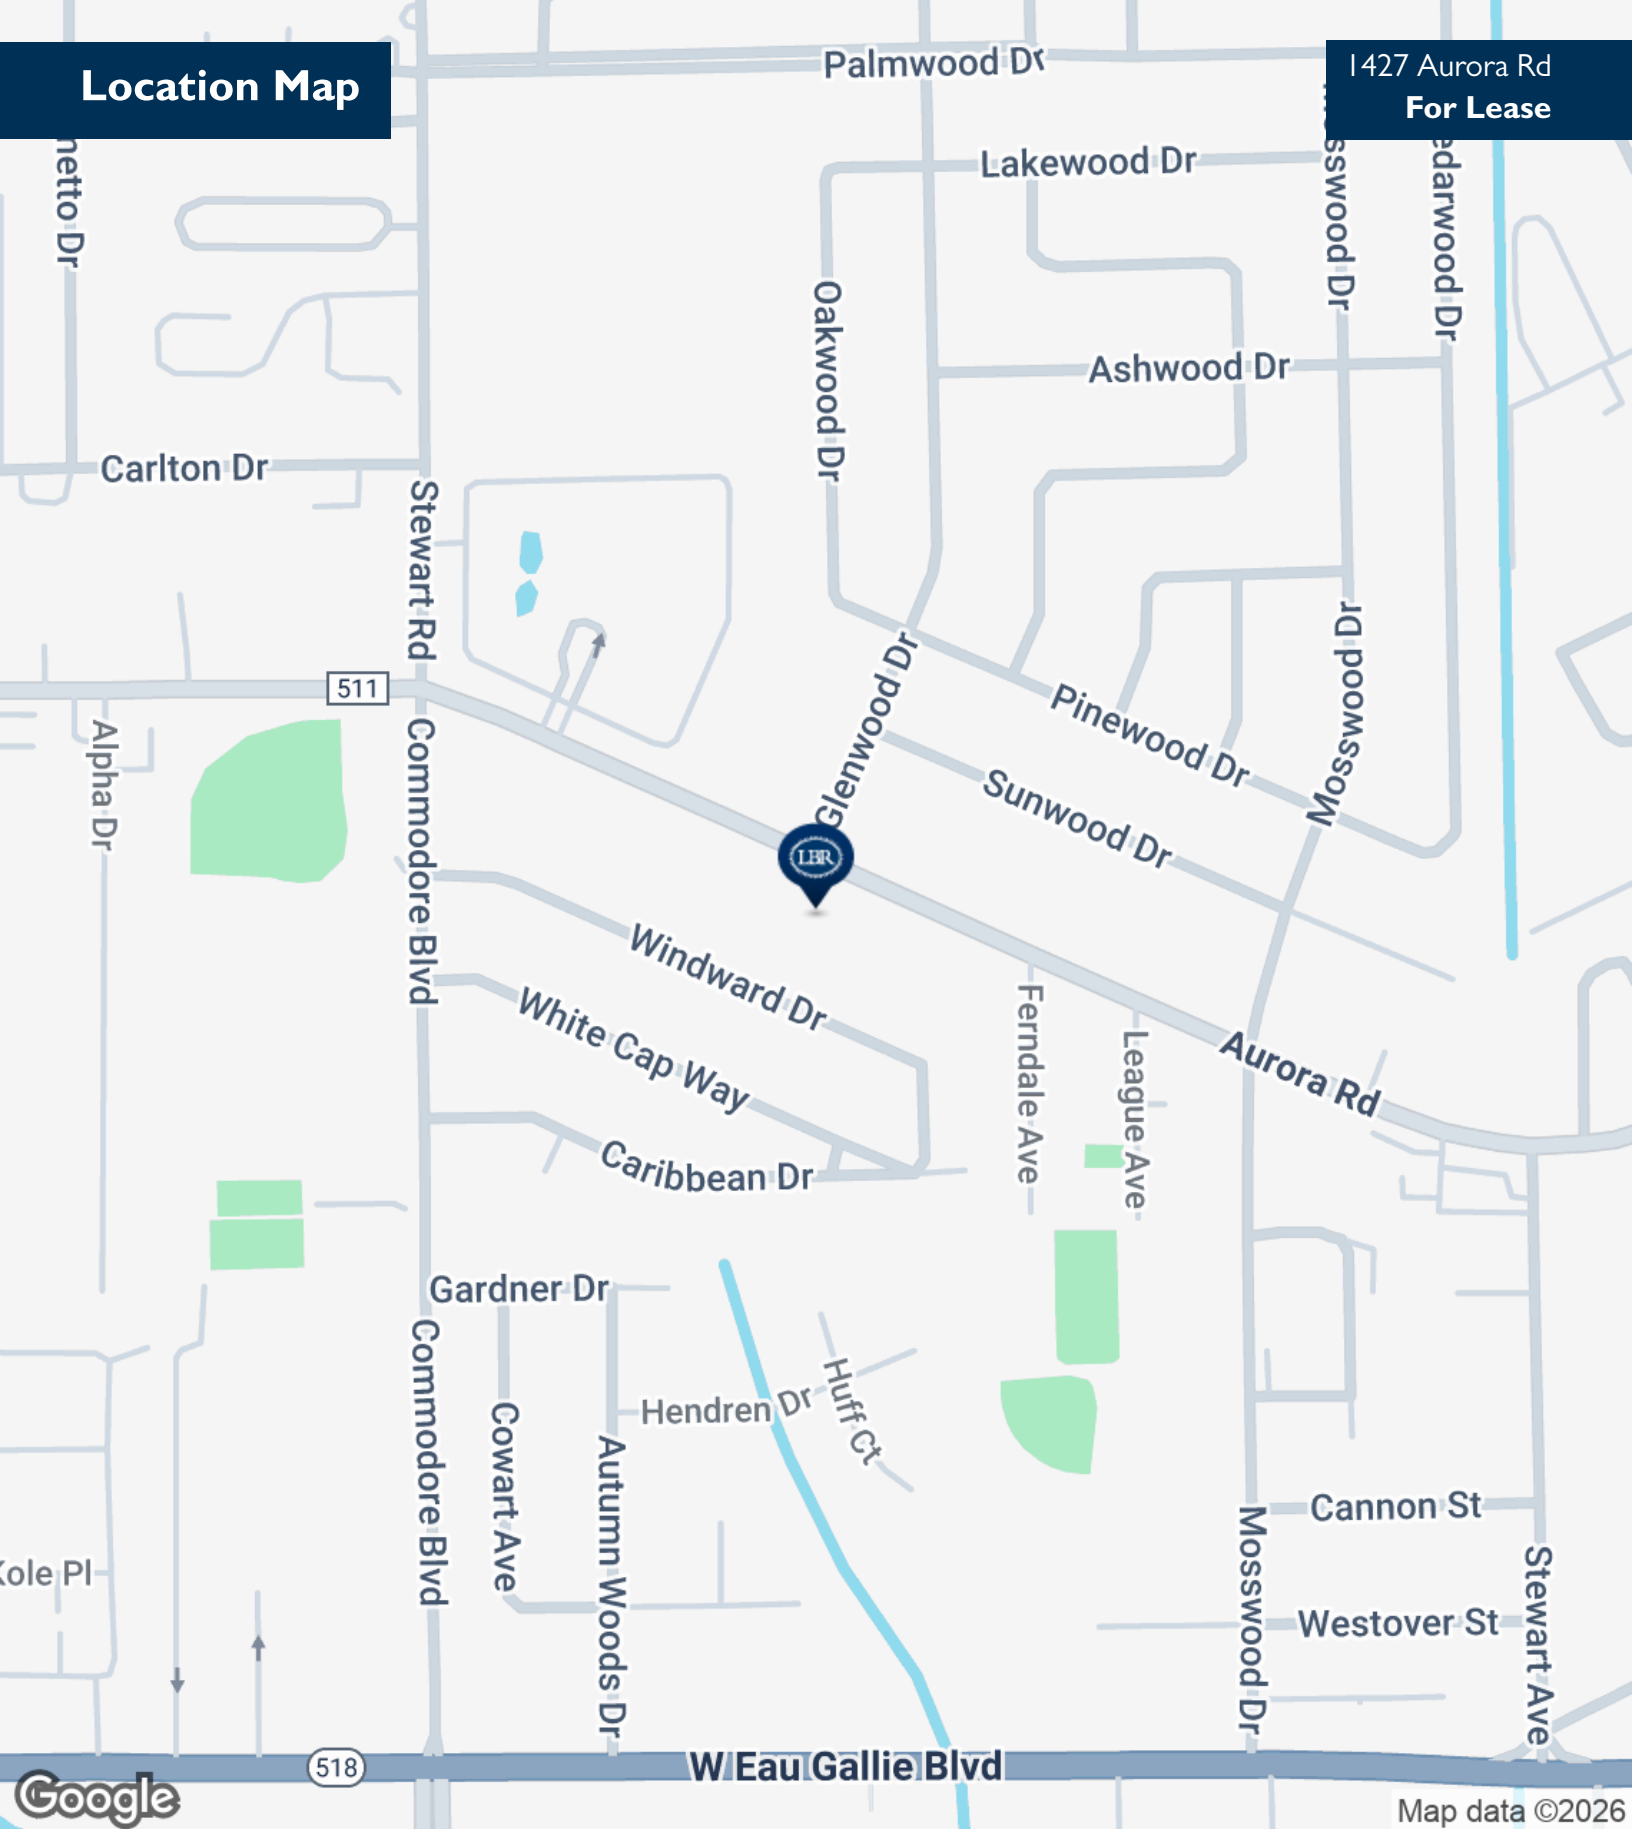 Location Map
1427 Aurora Rd
For Lease
Palmwood Dr
Lakewood Dr
Oakwood Dr
Ashwood Dr
Carlton Dr
Stewart Rd
511
Alpha Dr
Commodore Blvd
Glenwood Dr
Pinewood Dr
Sunwood Dr
Mosswood Dr
LBR
Windward Dr
White Cap Way
Caribbean Dr
Ferndale Ave
League Ave
Aurora Rd
Gardner Dr
Commodore Blvd
Cowart Ave
Autumn Woods Dr
Hendren Dr
Huff Ct
Cannon St
Mosswood Dr
Westover St
Stewart Ave
Kole Pl
518
W Eau Gallie Blvd
Google
Map data ©2026